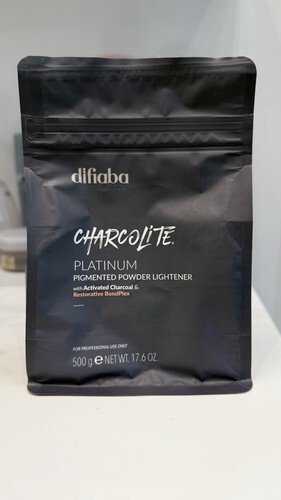 difiaba
CHARCOLITE.
PLATINUM
PIGMENTED POWDER LIGHTENER
with Activated Charcoal &
Restorative BondPlex
FOR PROFESSIONAL USE ONLY
500 g ℮ NET WT. 17.6 OZ.